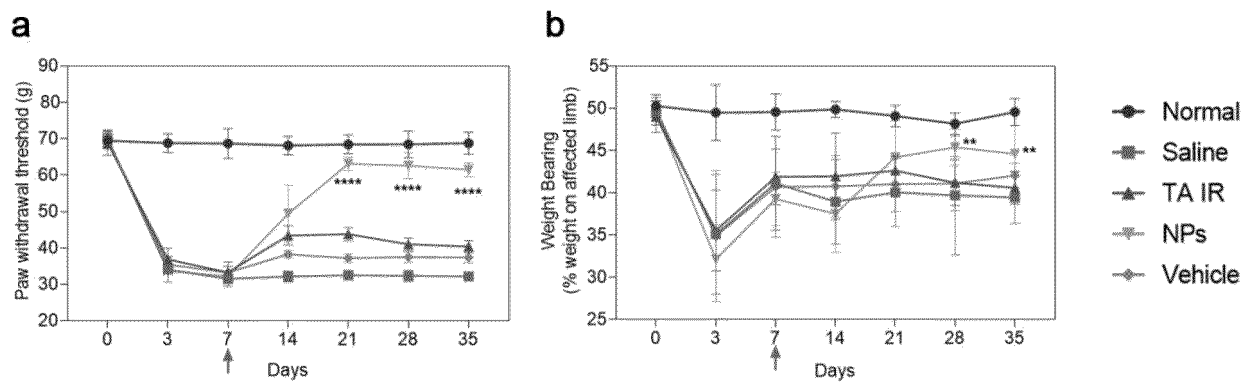 a
Paw withdrawal threshold (g)
90
80
70
60
50
40
30
20
**** **** ****
0 3 7 14 21 28 35
Days
b
Weight Bearing
(% weight on affected limb)
55
50
45
40
35
30
25
** **
0 3 7 14 21 28 35
Days
Normal
Saline
TA IR
NPs
Vehicle